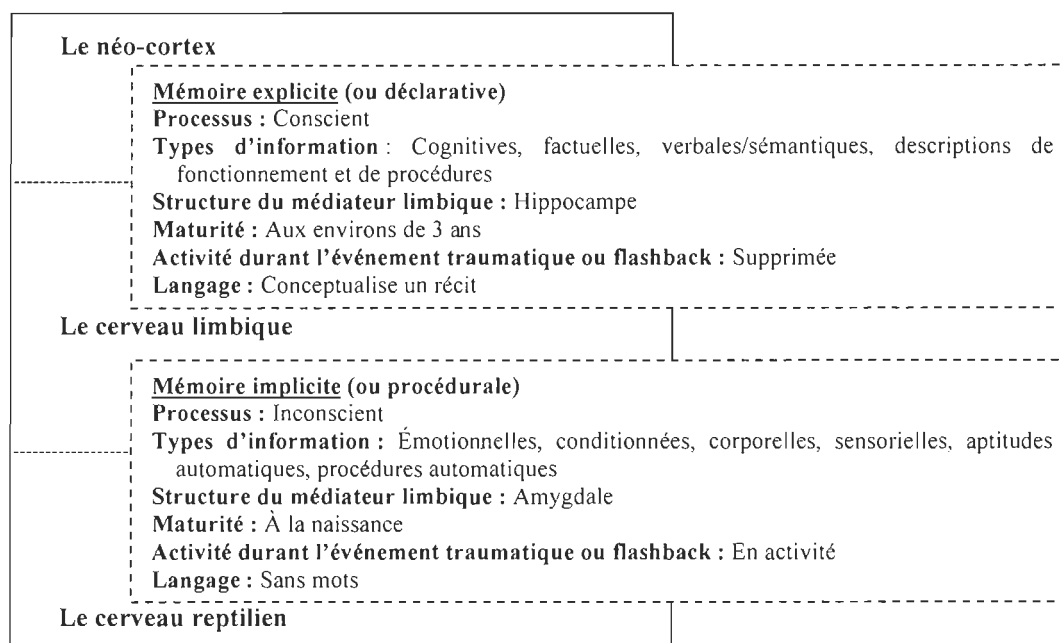 Le néo-cortex
Mémoire explicite (ou déclarative)
Processus : Conscient
Types d'information : Cognitives, factuelles, verbales/sémantiques, descriptions de
fonctionnement et de procédures
Structure du médiateur limbique : Hippocampe
Maturité : Aux environs de 3 ans
Activité durant l'événement traumatique ou flashback : Supprimée
Langage : Conceptualise un récit
Le cerveau limbique
Mémoire implicite (ou procédurale)
Processus : Inconscient
Types d'information : Émotionnelles, conditionnées, corporelles, sensorielles, aptitudes
automatiques, procédures automatiques
Structure du médiateur limbique : Amygdale
Maturité : À la naissance
Activité durant l'événement traumatique ou flashback : En activité
Langage : Sans mots
Le cerveau reptilien